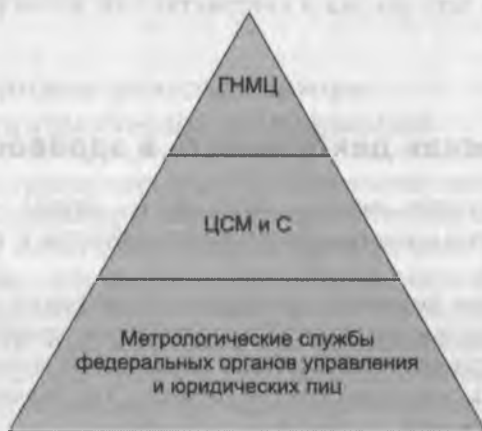 ГНМЦ
ЦСМ и С
Метрологические службы
федеральных органов управления
и юридических лиц